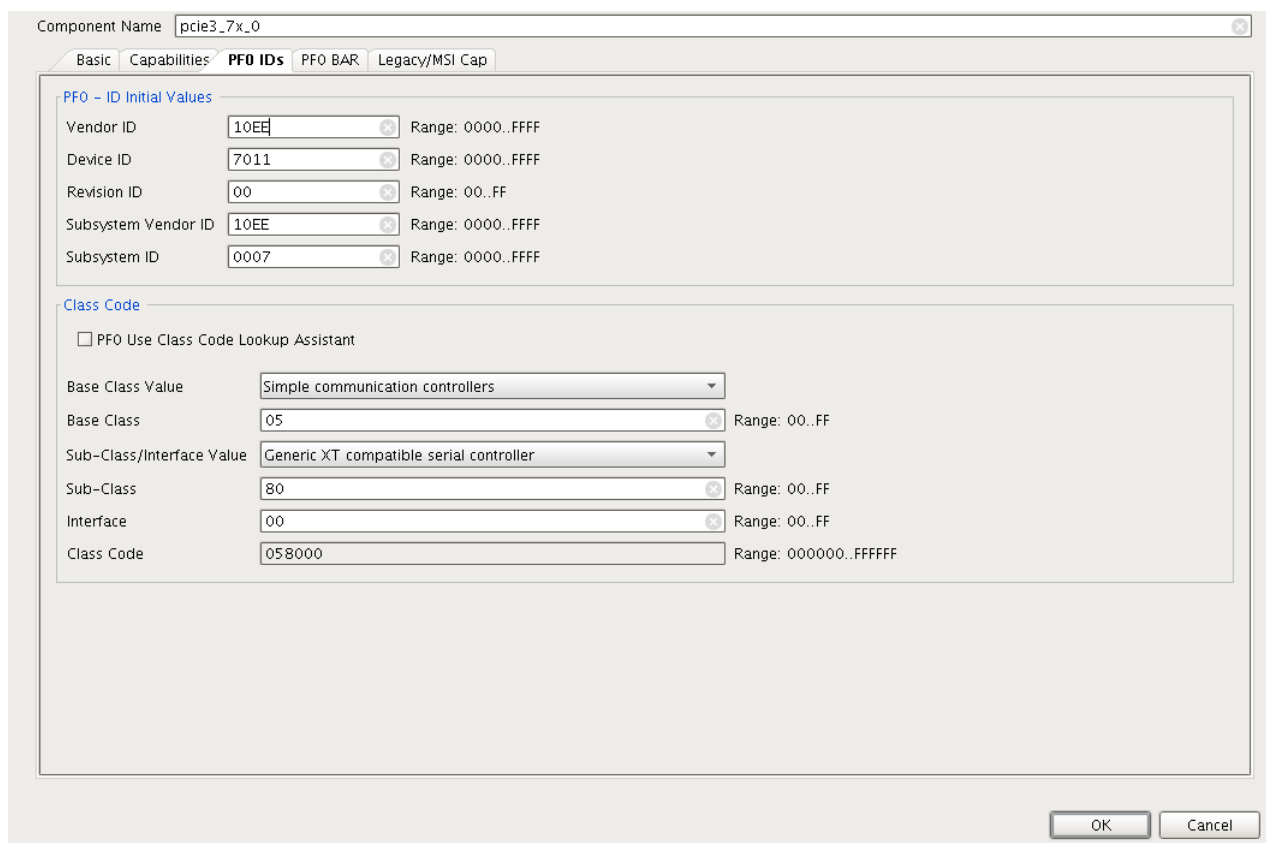 Component Name pcie3_7x_0
Basic Capabilities PF0 IDs PF0 BAR Legacy/MSI Cap
PF0 - ID Initial Values
Vendor ID 10EE Range: 0000..FFFF
Device ID 7011 Range: 0000..FFFF
Revision ID 00 Range: 00..FF
Subsystem Vendor ID 10EE Range: 0000..FFFF
Subsystem ID 0007 Range: 0000..FFFF
Class Code
PF0 Use Class Code Lookup Assistant
Base Class Value Simple communication controllers
Base Class 05 Range: 00..FF
Sub-Class/Interface Value Generic XT compatible serial controller
Sub-Class 80 Range: 00..FF
Interface 00 Range: 00..FF
Class Code 058000 Range: 000000..FFFFFF
OK Cancel